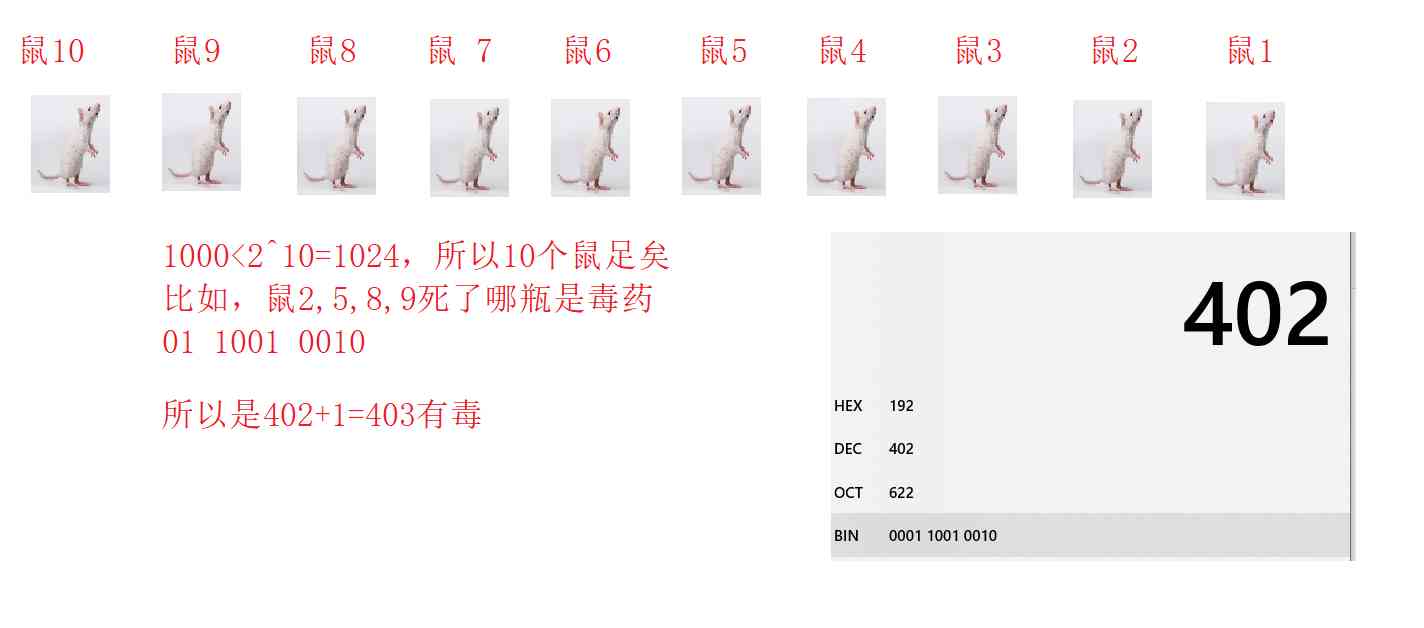 鼠10 鼠9 鼠8 鼠 7 鼠6 鼠5 鼠4 鼠3 鼠2 鼠1
1000<2^10=1024，所以10个鼠足矣
比如，鼠2,5,8,9死了哪瓶是毒药
01 1001 0010
所以是402+1=403有毒
402
HEX 192
DEC 402
OCT 622
BIN 0001 1001 0010